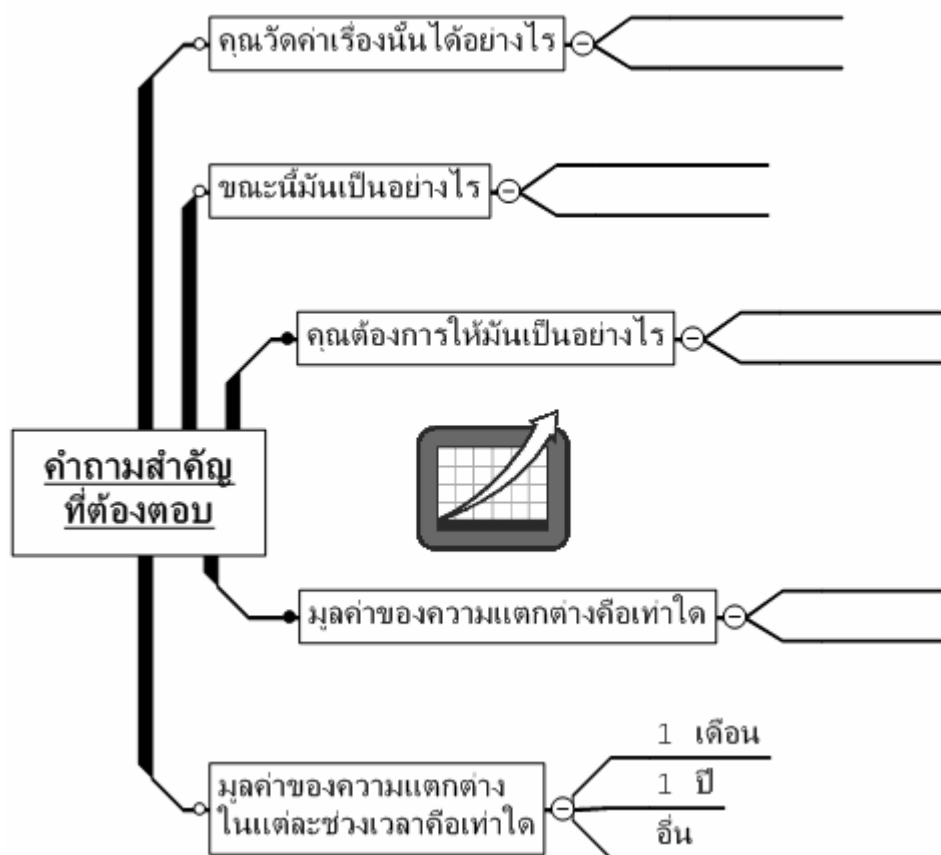 คุณวัดค่าเรื่องนั้นได้อย่างไร
ขณะนี้มันเป็นอย่างไร
คุณต้องการให้มันเป็นอย่างไร
คำถามสำคัญ
ที่ต้องตอบ
มูลค่าของความแตกต่างคือเท่าใด
มูลค่าของความแตกต่าง
ในแต่ละช่วงเวลาคือเท่าใด
1 เดือน
1 ปี
อื่น